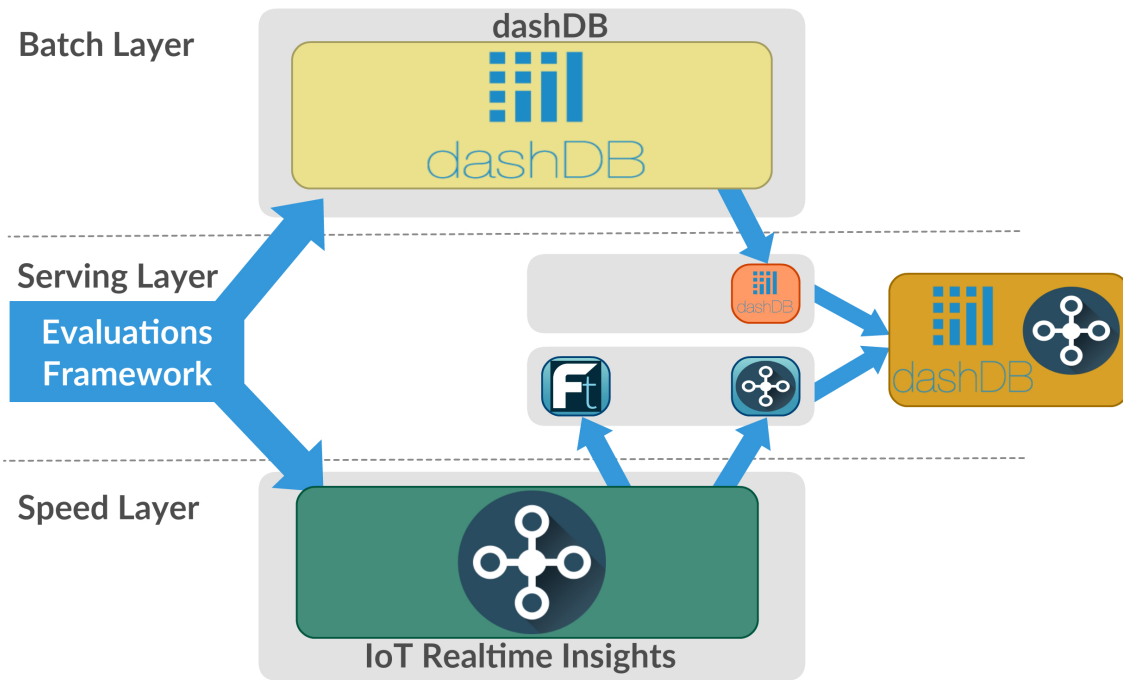 Batch Layer
dashDB
dashDB
Serving Layer
Evaluations
Framework
dashDB
dashDB
Ft
Speed Layer
IoT Realtime Insights